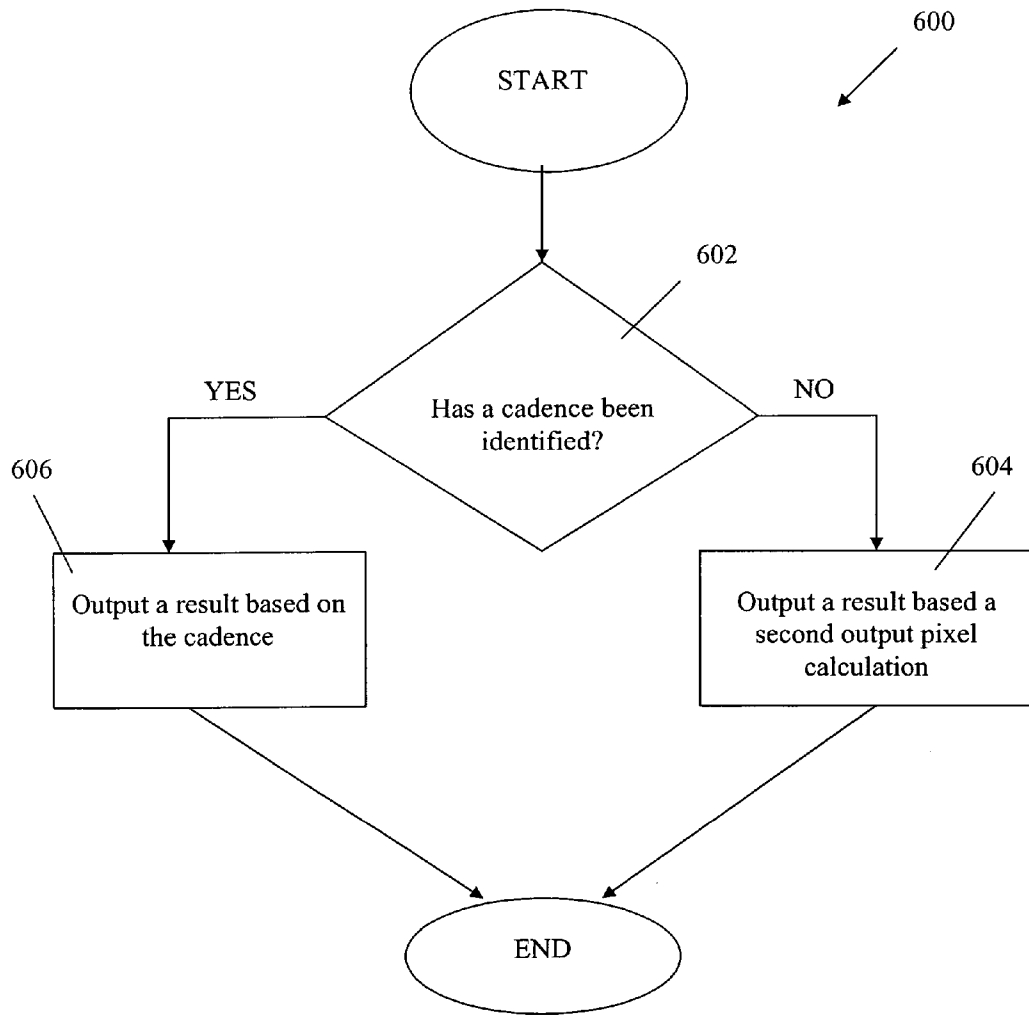 600
START
602
YES
NO
Has a cadence been
identified?
606
604
Output a result based on
the cadence
Output a result based a
second output pixel
calculation
END